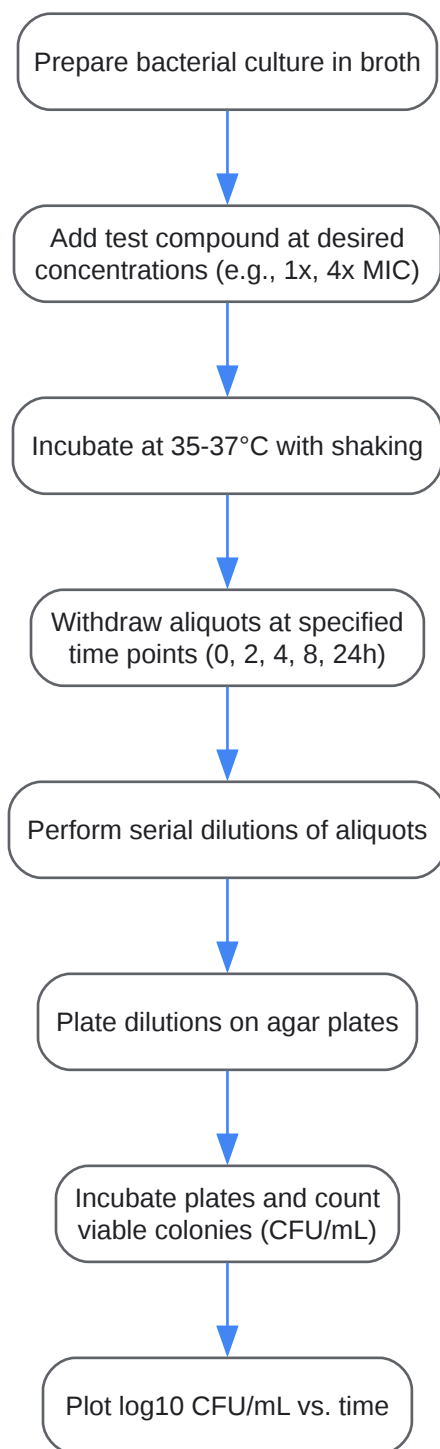 Prepare bacterial culture in broth
Add test compound at desired
concentrations (e.g., 1x, 4x MIC)
Incubate at 35-37°C with shaking
Withdraw aliquots at specified
time points (0, 2, 4, 8, 24h)
Perform serial dilutions of aliquots
Plate dilutions on agar plates
Incubate plates and count
viable colonies (CFU/mL)
Plot log10 CFU/mL vs. time